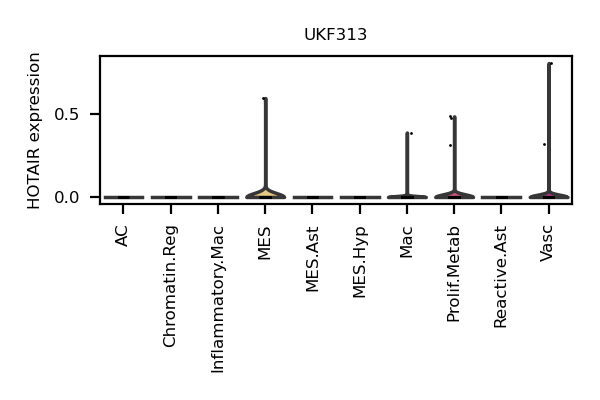 UKF313
HOTAIR expression
0.5
0.0
AC
Chromatin.Reg
Inflammatory.Mac
MES
MES.Ast
MES.Hyp
Mac
Prolif.Metab
Reactive.Ast
Vasc